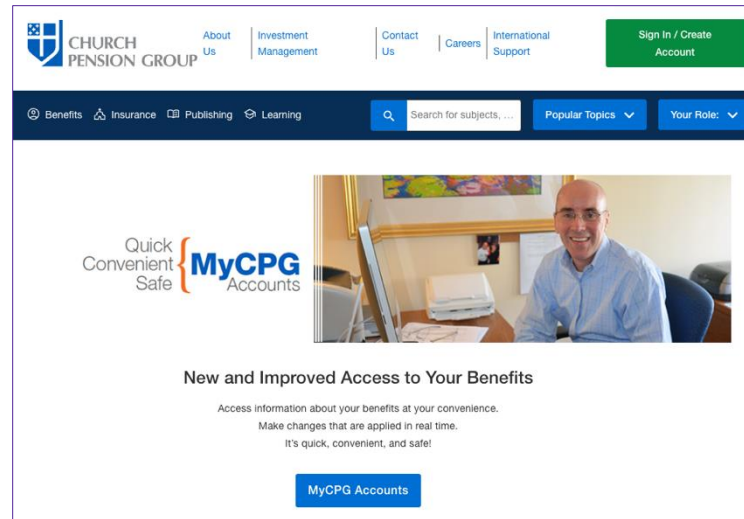 CHURCH
PENSION GROUP
About
Us
Investment
Management
Contact
Us
Careers
International
Support
Sign In / Create
Account
Benefits
Insurance
Publishing
Learning
Search for subjects, ...
Popular Topics
Your Role:
Quick
Convenient
Safe
MyCPG
Accounts
New and Improved Access to Your Benefits
Access information about your benefits at your convenience.
Make changes that are applied in real time.
It's quick, convenient, and safe!
MyCPG Accounts